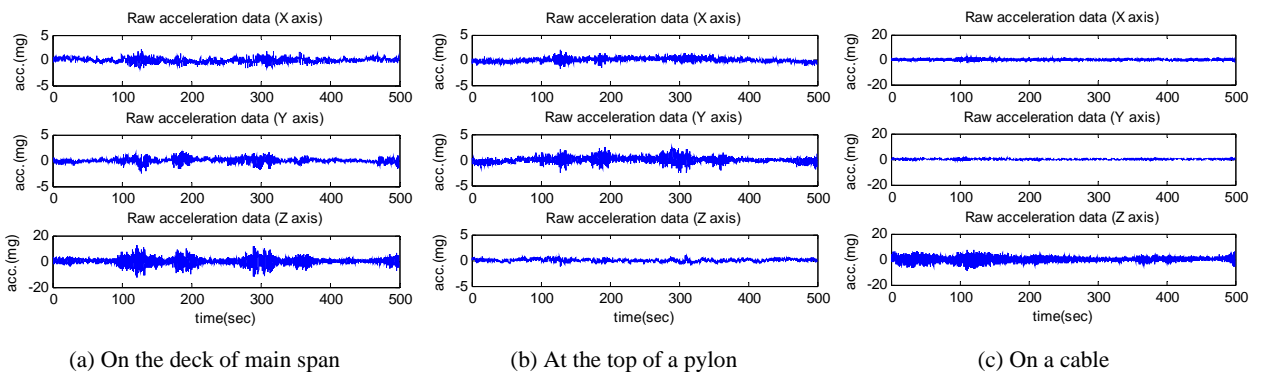 Raw acceleration data (X axis)
acc.(mg)
5
0
-5
0 100 200 300 400 500
Raw acceleration data (Y axis)
acc.(mg)
5
0
-5
0 100 200 300 400 500
Raw acceleration data (Z axis)
acc.(mg)
20
0
-20
0 100 200 300 400 500
time(sec)
(a) On the deck of main span
Raw acceleration data (X axis)
acc.(mg)
5
0
-5
0 100 200 300 400 500
Raw acceleration data (Y axis)
acc.(mg)
5
0
-5
0 100 200 300 400 500
Raw acceleration data (Z axis)
acc.(mg)
5
0
-5
0 100 200 300 400 500
time(sec)
(b) At the top of a pylon
Raw acceleration data (X axis)
acc.(mg)
20
0
-20
0 100 200 300 400 500
Raw acceleration data (Y axis)
acc.(mg)
20
0
-20
0 100 200 300 400 500
Raw acceleration data (Z axis)
acc.(mg)
20
0
-20
0 100 200 300 400 500
time(sec)
(c) On a cable